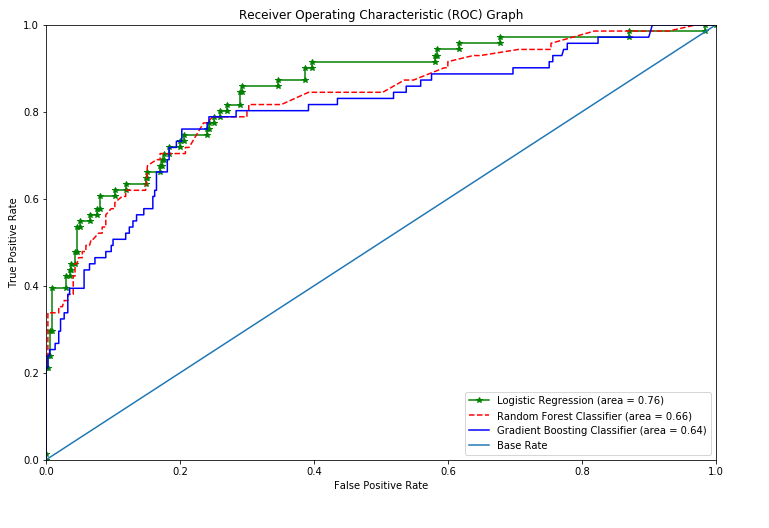 Receiver Operating Characteristic (ROC) Graph
1.0
0.8
0.6
0.4
0.2
0.0
True Positive Rate
Logistic Regression (area = 0.76)
Random Forest Classifier (area = 0.66)
Gradient Boosting Classifier (area = 0.64)
Base Rate
0.0 0.2 0.4 0.6 0.8 1.0
False Positive Rate